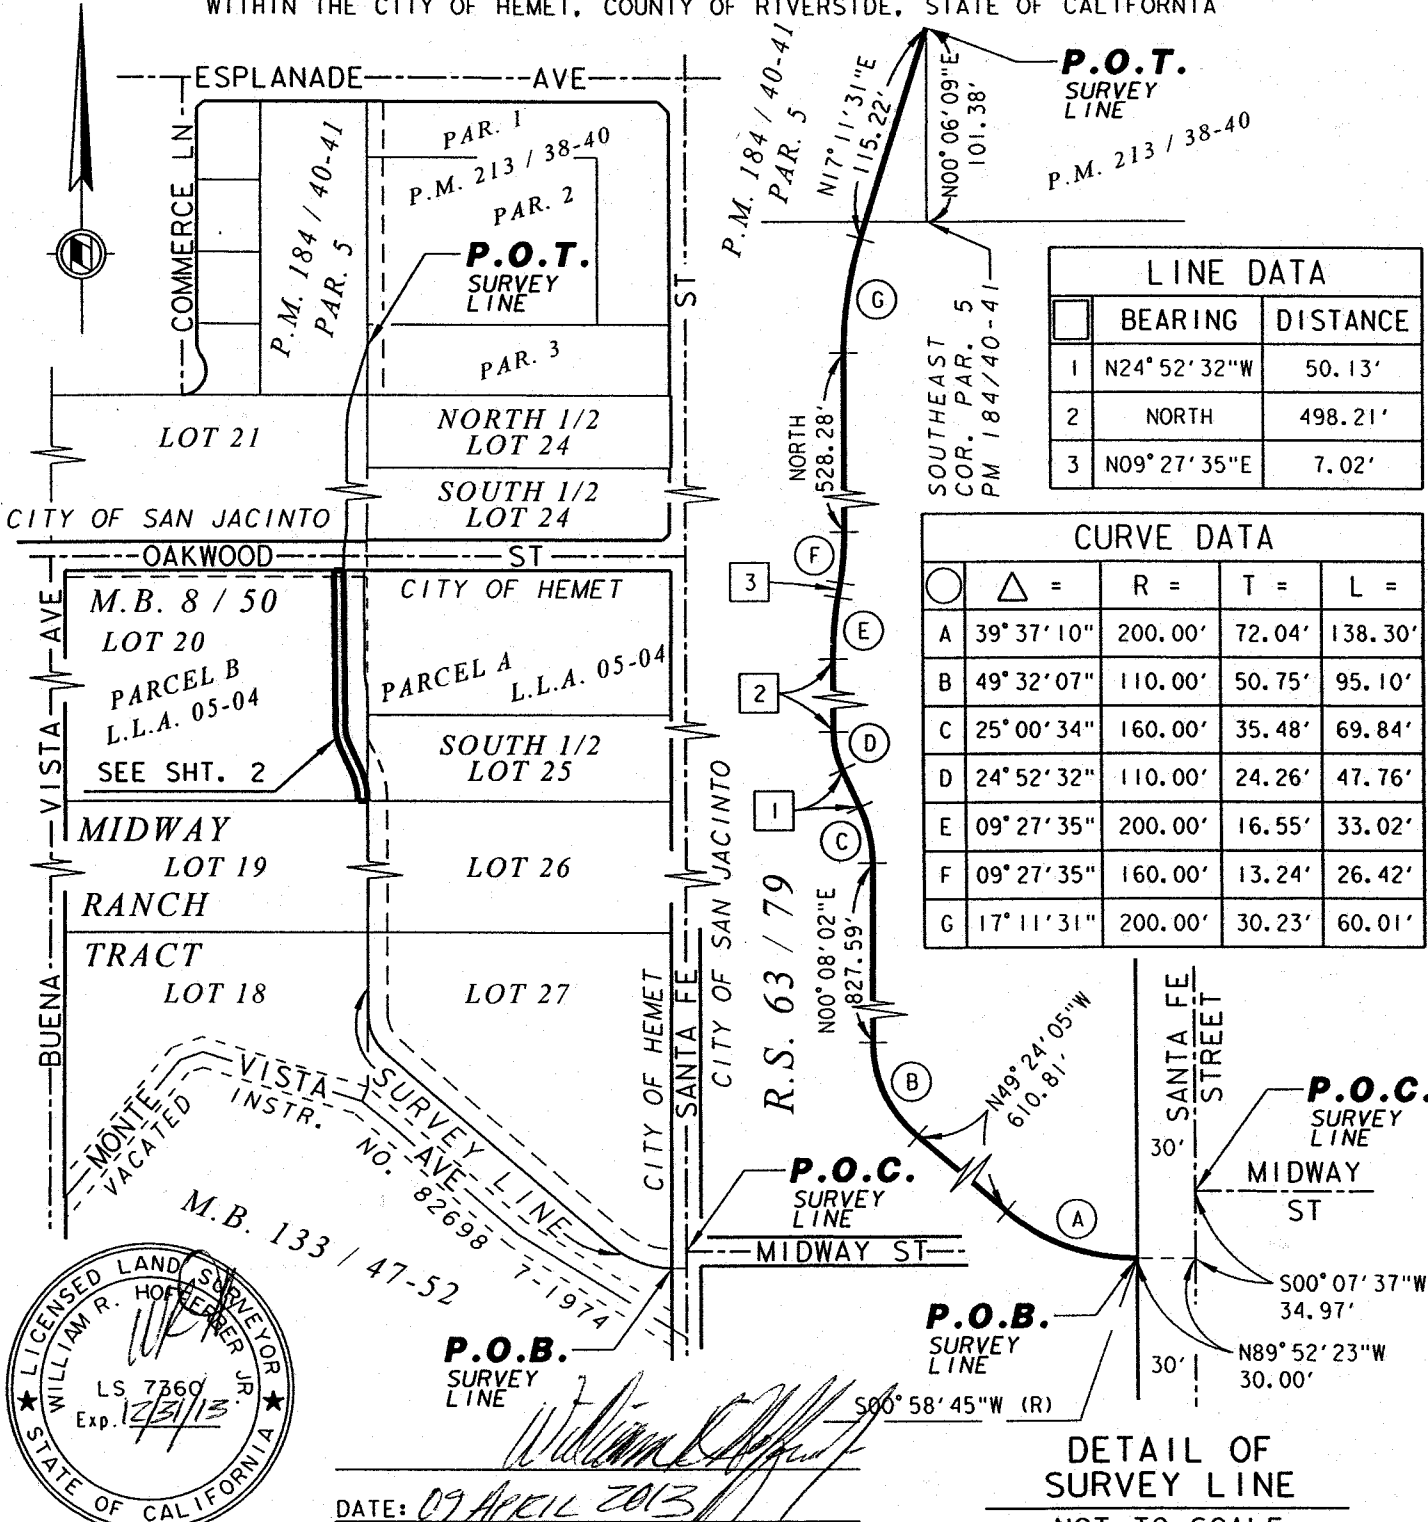 WITHIN THE CITY OF HEMET, COUNTY OF RIVERSIDE, STATE OF CALIFORNIA
ESPLANADE AVE
COMMERCE LN
P.M. 184 / 40-41
PAR. 5
PAR. 1
P.M. 213 / 38-40
PAR. 2
P.O.T.
SURVEY
LINE
PAR. 3
ST
LOT 21
NORTH 1/2
LOT 24
SOUTH 1/2
LOT 24
CITY OF SAN JACINTO
OAKWOOD ST
CITY OF HEMET
M.B. 8 / 50
LOT 20
PARCEL B
L.L.A. 05-04
PARCEL A
L.L.A. 05-04
SEE SHT. 2
SOUTH 1/2
LOT 25
BUENA VISTA AVE
MIDWAY
LOT 19
RANCH
TRACT
LOT 18
LOT 26
LOT 27
CITY OF HEMET
SANTA FE
CITY OF SAN JACINTO
R.S. 63 / 79
MONTE VISTA AVE
VACATED
INSTR. NO. 82698 7-1974
SURVEY LINE
M.B. 133 / 47-52
P.O.C.
SURVEY
LINE
MIDWAY ST
P.O.B.
SURVEY
LINE
LICENSED LAND SURVEYOR
WILLIAM R. HOFFERBER JR.
LS 7360
Exp. 12/31/13
STATE OF CALIFORNIA
DATE: 09 APRIL 2013
P.M. 184 / 40-41
PAR. 5
N17°11'31"E
115.22'
N00°06'09"E
101.38'
P.O.T.
SURVEY
LINE
P.M. 213 / 38-40
SOUTHEAST
COR. PAR. 5
PM 184/40-41
G
NORTH
528.28'
F
3
E
2
D
1
C
N00°08'02"E
827.59'
B
N49°24'05"W
610.81'
A
LINE DATA
BEARING DISTANCE
1 N24°52'32"W 50.13'
2 NORTH 498.21'
3 N09°27'35"E 7.02'
CURVE DATA
△ = R = T = L =
A 39°37'10" 200.00' 72.04' 138.30'
B 49°32'07" 110.00' 50.75' 95.10'
C 25°00'34" 160.00' 35.48' 69.84'
D 24°52'32" 110.00' 24.26' 47.76'
E 09°27'35" 200.00' 16.55' 33.02'
F 09°27'35" 160.00' 13.24' 26.42'
G 17°11'31" 200.00' 30.23' 60.01'
SANTA FE
STREET
30'
P.O.C.
SURVEY
LINE
MIDWAY
ST
S00°07'37"W
34.97'
P.O.B.
SURVEY
LINE
N89°52'23"W
30.00'
30'
S00°58'45"W (R)
DETAIL OF
SURVEY LINE
NOT TO SCALE